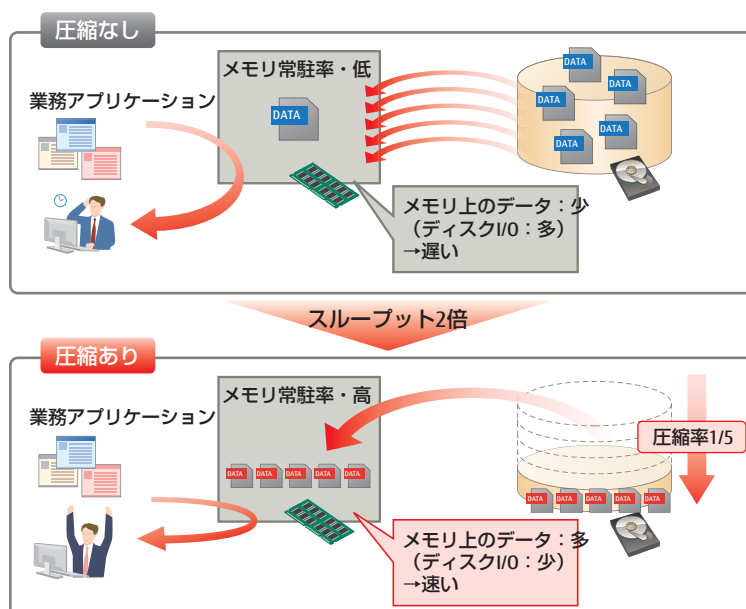 圧縮なし
業務アプリケーション
メモリ常駐率・低
DATA
DATA
DATA
DATA
DATA
DATA
メモリ上のデータ：少
（ディスクI/O：多）
→遅い
スループット2倍
圧縮あり
業務アプリケーション
メモリ常駐率・高
圧縮率1/5
DATA DATA DATA DATA DATA
DATA DATA DATA DATA DATA
メモリ上のデータ：多
（ディスクI/O：少）
→速い